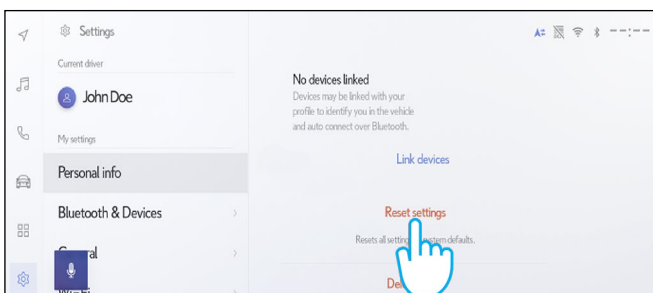 Settings
Current driver
John Doe
My settings
Personal info
Bluetooth & Devices
No devices linked
Devices may be linked with your
profile to identify you in the vehicle
and auto connect over Bluetooth.
Link devices
Reset settings
Resets all system defaults.
--:--